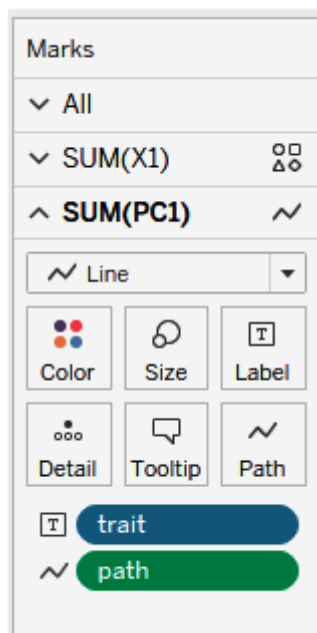 Marks
All
SUM(X1)
SUM(PC1)
Line
Color Size Label
Detail Tooltip Path
T trait
path